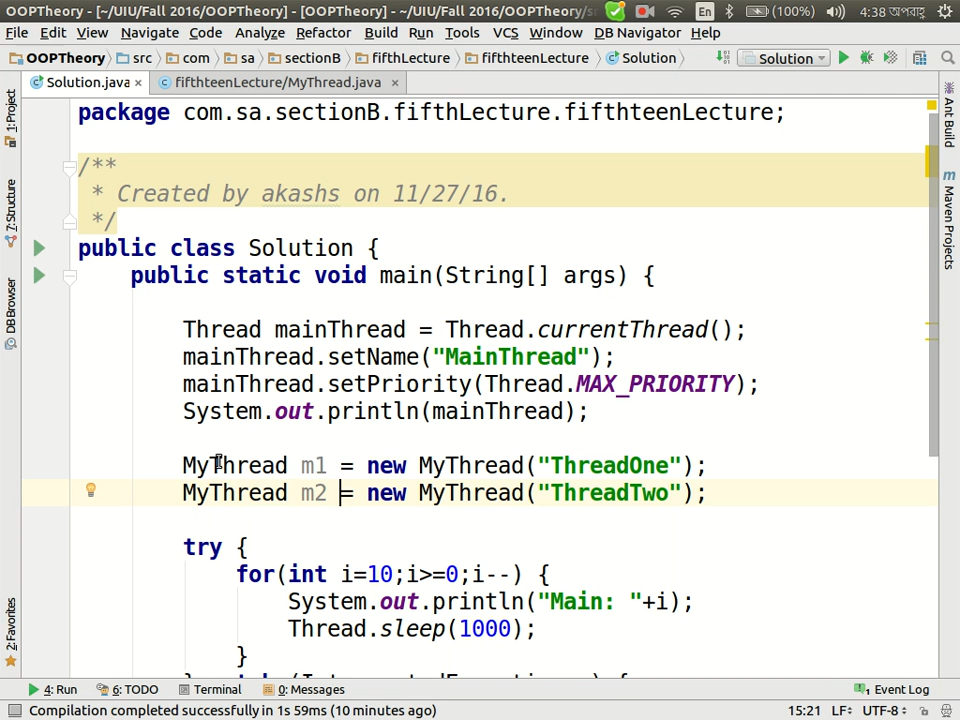 OOPTheory - [~/UIU/Fall 2016/OOPTheory] - [OOPTheory] - ~/UIU/Fall 2016/OOPTheory/s
En (100%) 4:38 অপরাহ্ণ
File Edit View Navigate Code Analyze Refactor Build Run Tools VCS Window DB Navigator Help
OOPTheory src com sa sectionB fifthLecture fifthteenLecture Solution Solution
Solution.java × fifthteenLecture/MyThread.java ×
1: Project
7: Structure
DB Browser
2: Favorites
Ant Build
Maven Projects
package com.sa.sectionB.fifthLecture.fifthteenLecture;
/**
* Created by akashs on 11/27/16.
*/
public class Solution {
public static void main(String[] args) {
Thread mainThread = Thread.currentThread();
mainThread.setName("MainThread");
mainThread.setPriority(Thread.MAX_PRIORITY);
System.out.println(mainThread);
MyThread m1 = new MyThread("ThreadOne");
MyThread m2 = new MyThread("ThreadTwo");
try {
for(int i=10;i>=0;i--) {
System.out.println("Main: "+i);
Thread.sleep(1000);
}
4: Run 6: TODO Terminal 0: Messages Event Log
Compilation completed successfully in 1s 59ms (10 minutes ago) 15:21 LF÷ UTF-8÷